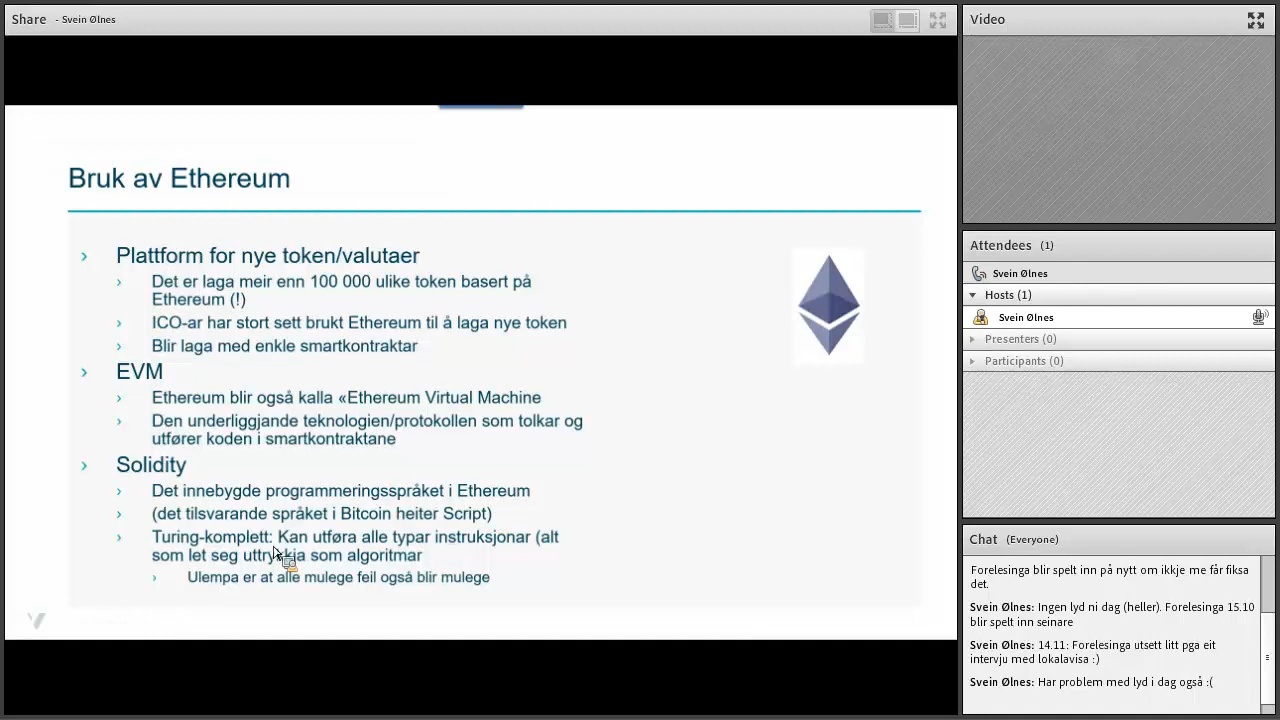 Share - Svein Ølnes
Bruk av Ethereum
Plattform for nye token/valutaer
Det er laga meir enn 100 000 ulike token basert på
Ethereum (!)
ICO-ar har stort sett brukt Ethereum til å laga nye token
Blir laga med enkle smartkontraktar
EVM
Ethereum blir også kalla «Ethereum Virtual Machine
Den underliggjande teknologien/protokollen som tolkar og
utfører koden i smartkontraktane
Solidity
Det innebygde programmeringsspråket i Ethereum
(det tilsvarande språket i Bitcoin heiter Script)
Turing-komplett: Kan utføra alle typar instruksjonar (alt
som let seg uttrykkja som algoritmar
Ulempa er at alle mulege feil også blir mulege
Video
Attendees (1)
Svein Ølnes
Hosts (1)
Svein Ølnes
Presenters (0)
Participants (0)
Chat (Everyone)
Forelesinga blir spelt inn på nytt om ikkje me får fiksa
det.
Svein Ølnes: Ingen lyd ni dag (heller). Forelesinga 15.10
blir spelt inn seinare
Svein Ølnes: 14.11: Forelesinga utsett litt pga eit
intervju med lokalavisa :)
Svein Ølnes: Har problem med lyd i dag også :(